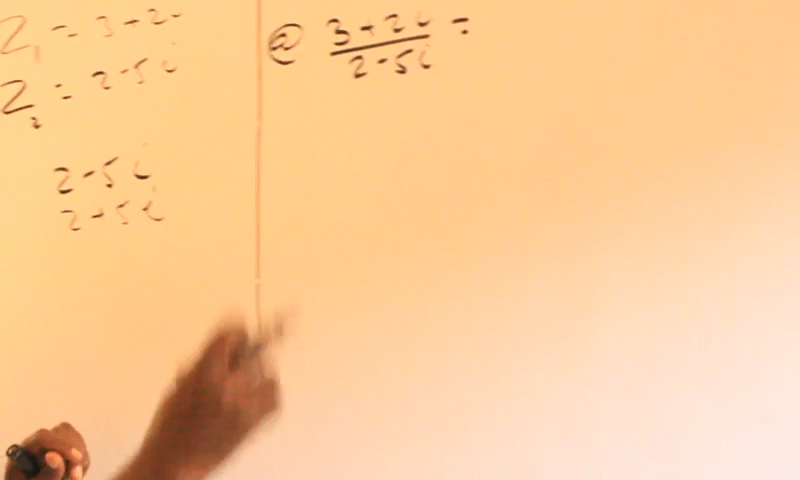 Z₁ = 3+2i
Z₂ = 2-5i
2-5i
2+5i
@ 3+2i =
2-5i